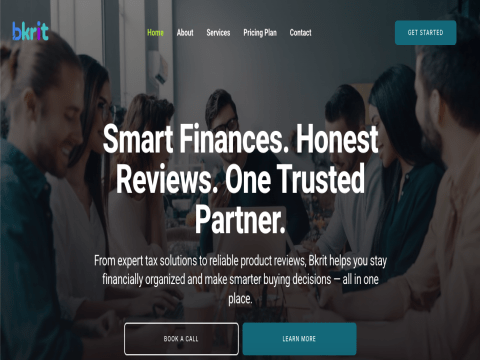 bkrit
Home About Services Pricing Plan Contact
GET STARTED
Smart Finances. Honest
Reviews. One Trusted
Partner.
From expert tax solutions to reliable product reviews, Bkrit helps you stay
financially organized and make smarter buying decisions — all in one
place.
BOOK A CALL
LEARN MORE